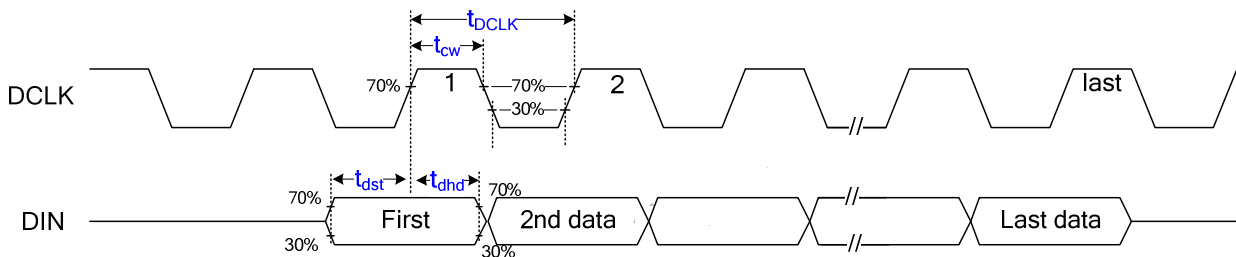 tDCLK
tcw
DCLK
70%
1
70%
30%
2
last
tdst
tdhd
70%
70%
DIN
First
2nd data
Last data
30%
30%